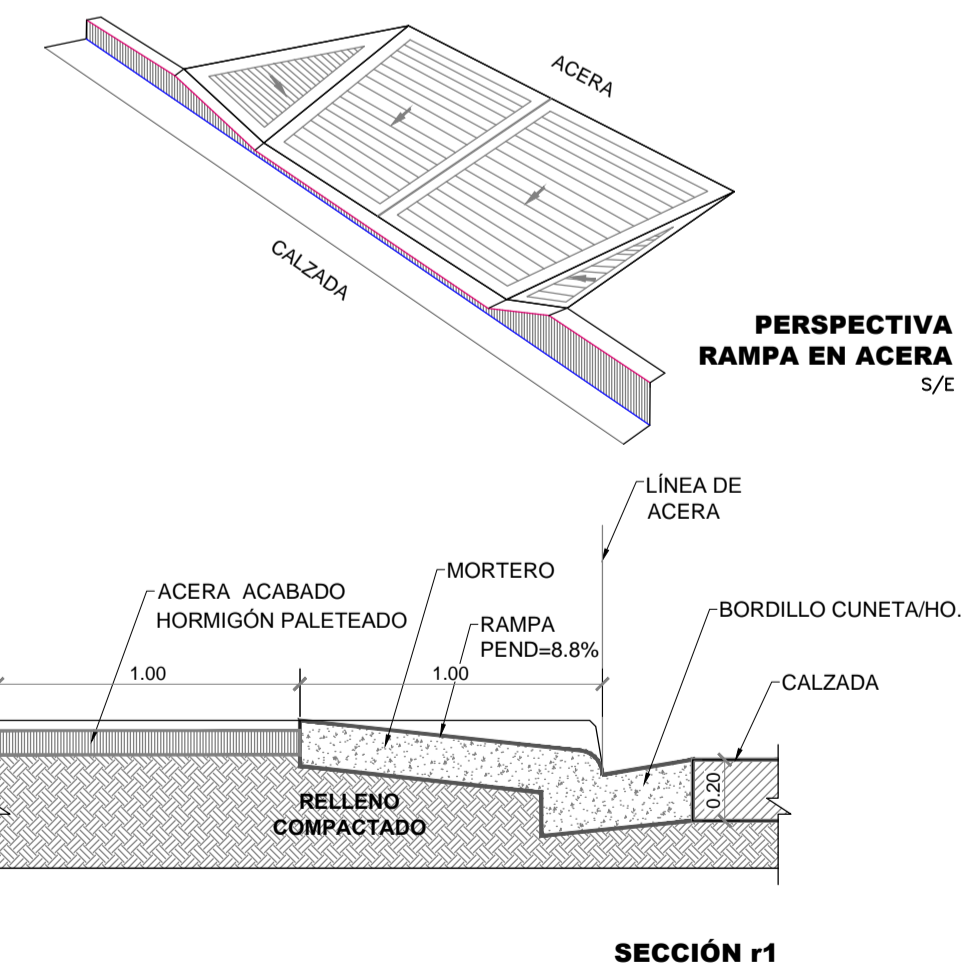 ACERA
CALZADA
PERSPECTIVA
RAMPA EN ACERA
S/E
LÍNEA DE
ACERA
ACERA ACABADO
HORMIGÓN PALETEADO
MORTERO
RAMPA
PEND=8.8%
BORDILLO CUNETA/HO.
CALZADA
1.00
1.00
0.20
RELLENO
COMPACTADO
SECCIÓN r1